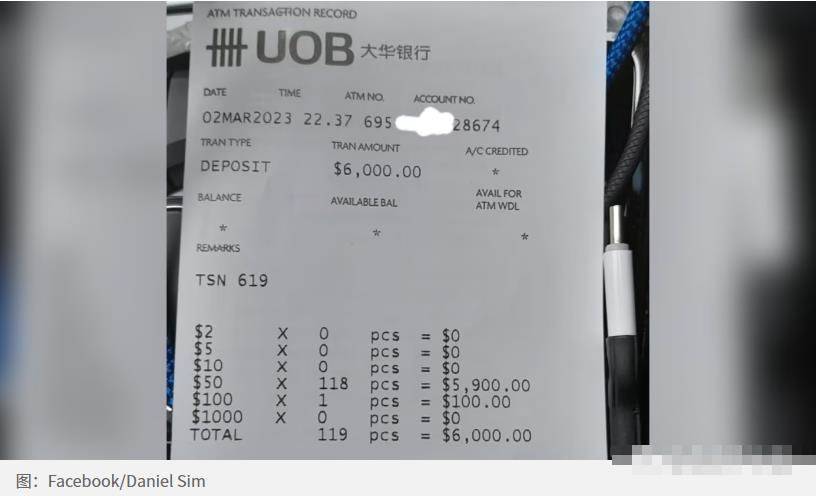 ATM TRANSACTION RECORD
UOB 大华银行
DATE TIME ATM NO. ACCOUNT NO.
02MAR2023 22.37 695 28674
TRAN TYPE TRAN AMOUNT A/C CREDITED
DEPOSIT $6,000.00 *
BALANCE AVAILABLE BAL AVAIL FOR
ATM WDL
* * *
REMARKS
TSN 619
$2 X 0 pcs = $0
$5 X 0 pcs = $0
$10 X 0 pcs = $0
$50 X 118 pcs = $5,900.00
$100 X 1 pcs = $100.00
$1000 X 0 pcs = $0
TOTAL 119 pcs = $6,000.00
图：Facebook/Daniel Sim